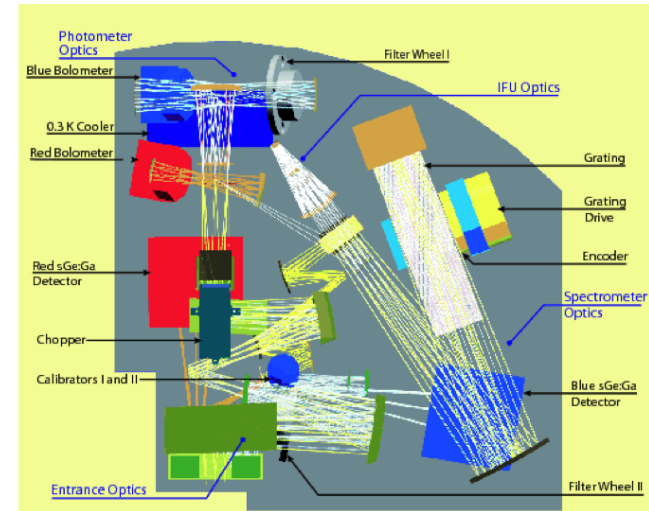 Photometer
Optics
Filter Wheel I
Blue Bolometer
IFU Optics
0.3 K Cooler
Red Bolometer
Grating
Grating
Drive
Encoder
Red sGe:Ga
Detector
Spectrometer
Optics
Chopper
Calibrators I and II
Blue sGe:Ga
Detector
Entrance Optics
Filter Wheel II